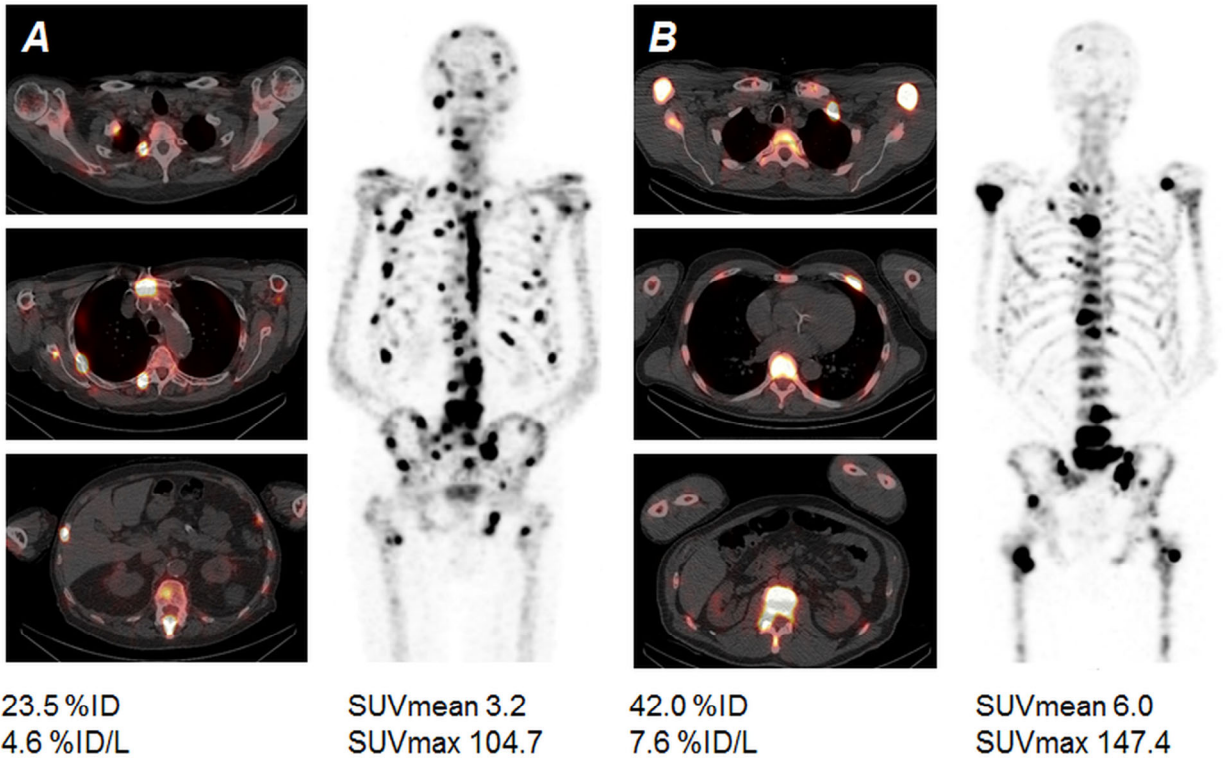 A
B
23.5 %ID
4.6 %ID/L
SUVmean 3.2
SUVmax 104.7
42.0 %ID
7.6 %ID/L
SUVmean 6.0
SUVmax 147.4